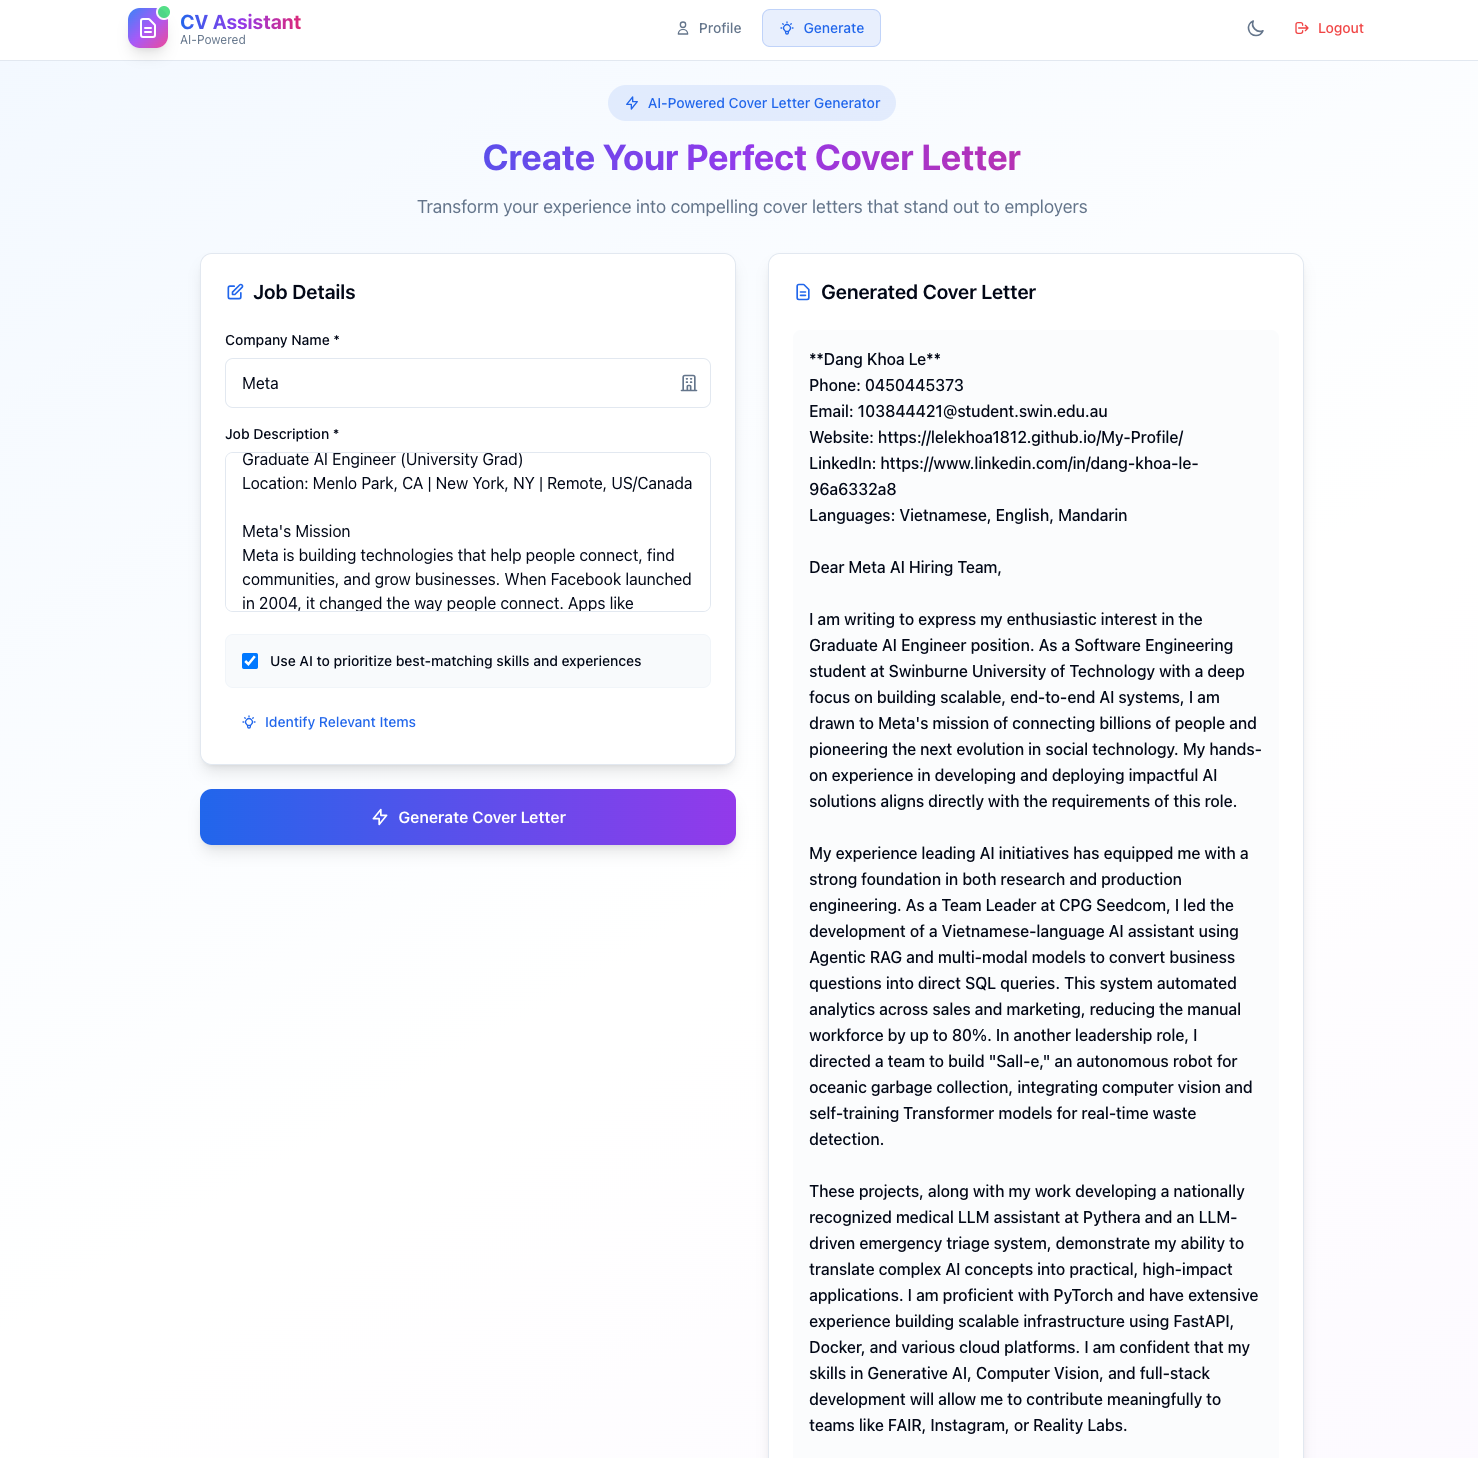 CV Assistant
AI-Powered
Profile
Generate
Logout
AI-Powered Cover Letter Generator
Create Your Perfect Cover Letter
Transform your experience into compelling cover letters that stand out to employers
Job Details
Company Name *
Meta
Job Description *
Graduate AI Engineer (University Grad)
Location: Menlo Park, CA | New York, NY | Remote, US/Canada
Meta's Mission
Meta is building technologies that help people connect, find
communities, and grow businesses. When Facebook launched
in 2004, it changed the way people connect. Apps like
Use AI to prioritize best-matching skills and experiences
Identify Relevant Items
Generate Cover Letter
Generated Cover Letter
**Dang Khoa Le**
Phone: 0450445373
Email: 103844421@student.swin.edu.au
Website: https://lelekhoa1812.github.io/My-Profile/
LinkedIn: https://www.linkedin.com/in/dang-khoa-le-
96a6332a8
Languages: Vietnamese, English, Mandarin
Dear Meta AI Hiring Team,
I am writing to express my enthusiastic interest in the
Graduate AI Engineer position. As a Software Engineering
student at Swinburne University of Technology with a deep
focus on building scalable, end-to-end AI systems, I am
drawn to Meta's mission of connecting billions of people and
pioneering the next evolution in social technology. My hands-
on experience in developing and deploying impactful AI
solutions aligns directly with the requirements of this role.
My experience leading AI initiatives has equipped me with a
strong foundation in both research and production
engineering. As a Team Leader at CPG Seedcom, I led the
development of a Vietnamese-language AI assistant using
Agentic RAG and multi-modal models to convert business
questions into direct SQL queries. This system automated
analytics across sales and marketing, reducing the manual
workforce by up to 80%. In another leadership role, I
directed a team to build "Sall-e," an autonomous robot for
oceanic garbage collection, integrating computer vision and
self-training Transformer models for real-time waste
detection.
These projects, along with my work developing a nationally
recognized medical LLM assistant at Pythera and an LLM-
driven emergency triage system, demonstrate my ability to
translate complex AI concepts into practical, high-impact
applications. I am proficient with PyTorch and have extensive
experience building scalable infrastructure using FastAPI,
Docker, and various cloud platforms. I am confident that my
skills in Generative AI, Computer Vision, and full-stack
development will allow me to contribute meaningfully to
teams like FAIR, Instagram, or Reality Labs.